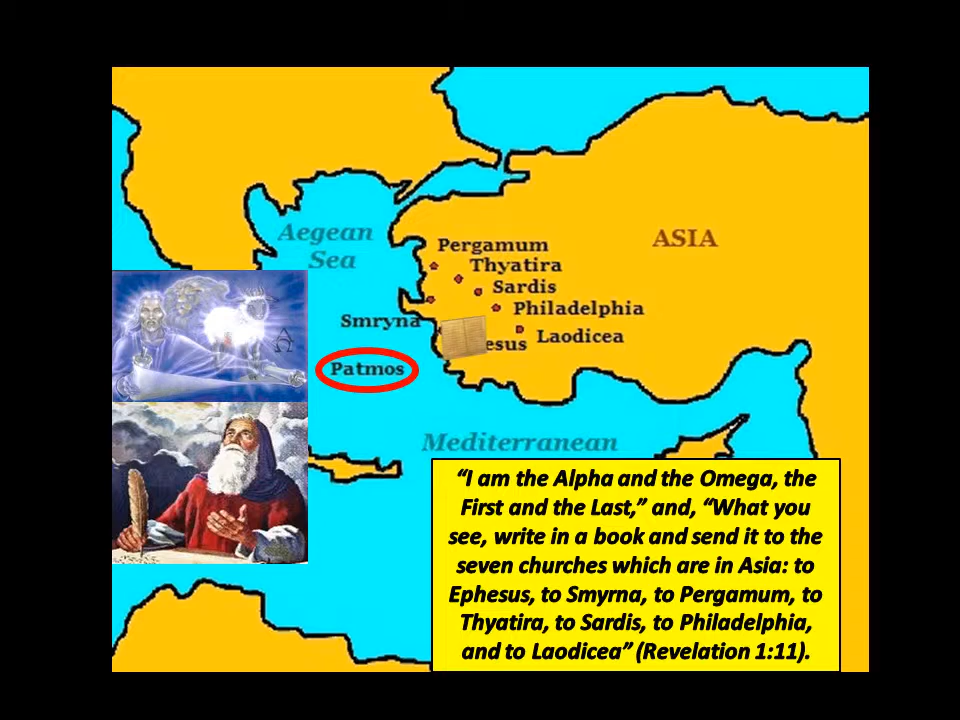 Aegean
Sea
ASIA
Pergamum
Thyatira
Sardis
Philadelphia
Smryna
esus
Laodicea
Patmos
Mediterranean
“I am the Alpha and the Omega, the
First and the Last,” and, “What you
see, write in a book and send it to the
seven churches which are in Asia: to
Ephesus, to Smyrna, to Pergamum, to
Thyatira, to Sardis, to Philadelphia,
and to Laodicea” (Revelation 1:11).